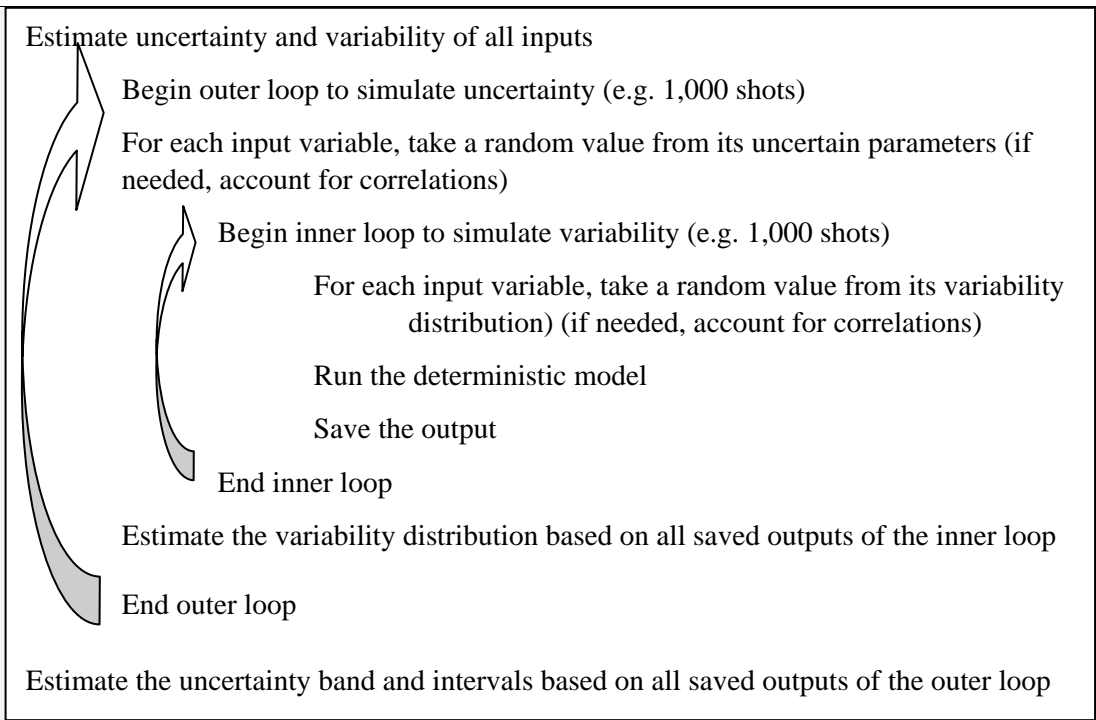 Estimate uncertainty and variability of all inputs
Begin outer loop to simulate uncertainty (e.g. 1,000 shots)
For each input variable, take a random value from its uncertain parameters (if
needed, account for correlations)
Begin inner loop to simulate variability (e.g. 1,000 shots)
For each input variable, take a random value from its variability
distribution) (if needed, account for correlations)
Run the deterministic model
Save the output
End inner loop
Estimate the variability distribution based on all saved outputs of the inner loop
End outer loop
Estimate the uncertainty band and intervals based on all saved outputs of the outer loop